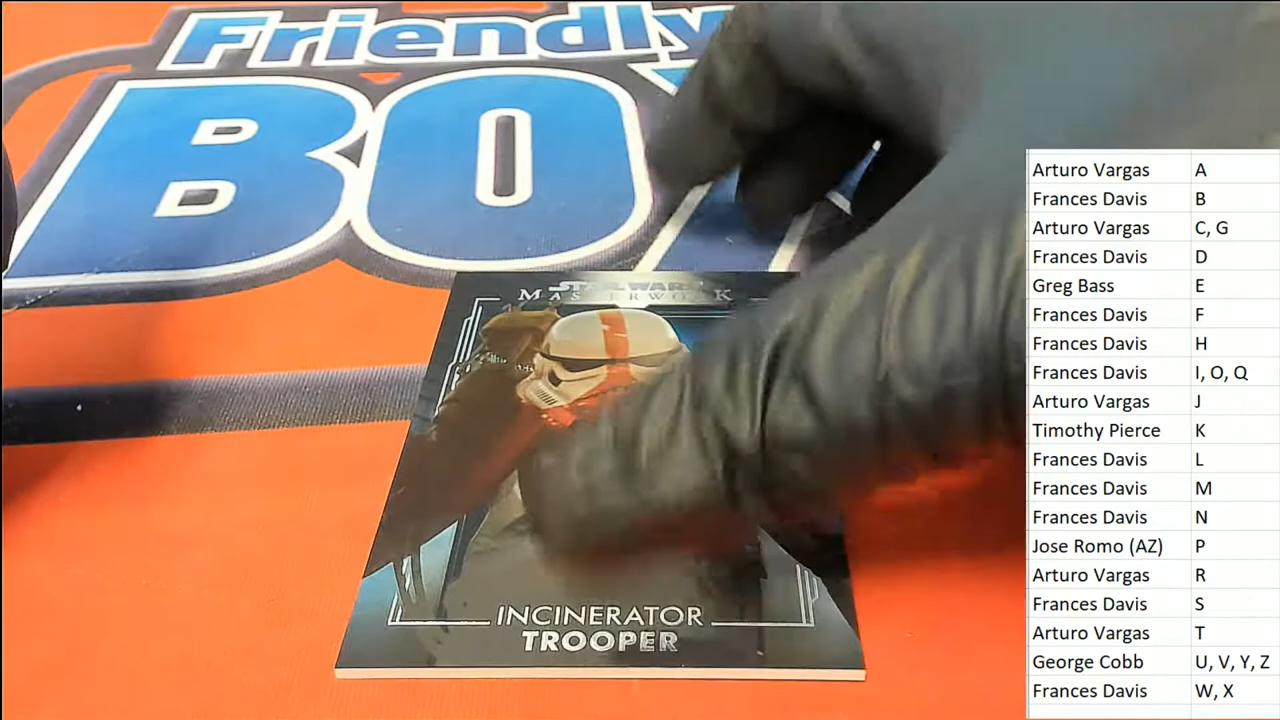 Friendly
BO
STAR WARS
MASTERWORK
INCINERATOR
TROOPER
Arturo Vargas A
Frances Davis B
Arturo Vargas C, G
Frances Davis D
Greg Bass E
Frances Davis F
Frances Davis H
Frances Davis I, O, Q
Arturo Vargas J
Timothy Pierce K
Frances Davis L
Frances Davis M
Frances Davis N
Jose Romo (AZ) P
Arturo Vargas R
Frances Davis S
Arturo Vargas T
George Cobb U, V, Y, Z
Frances Davis W, X